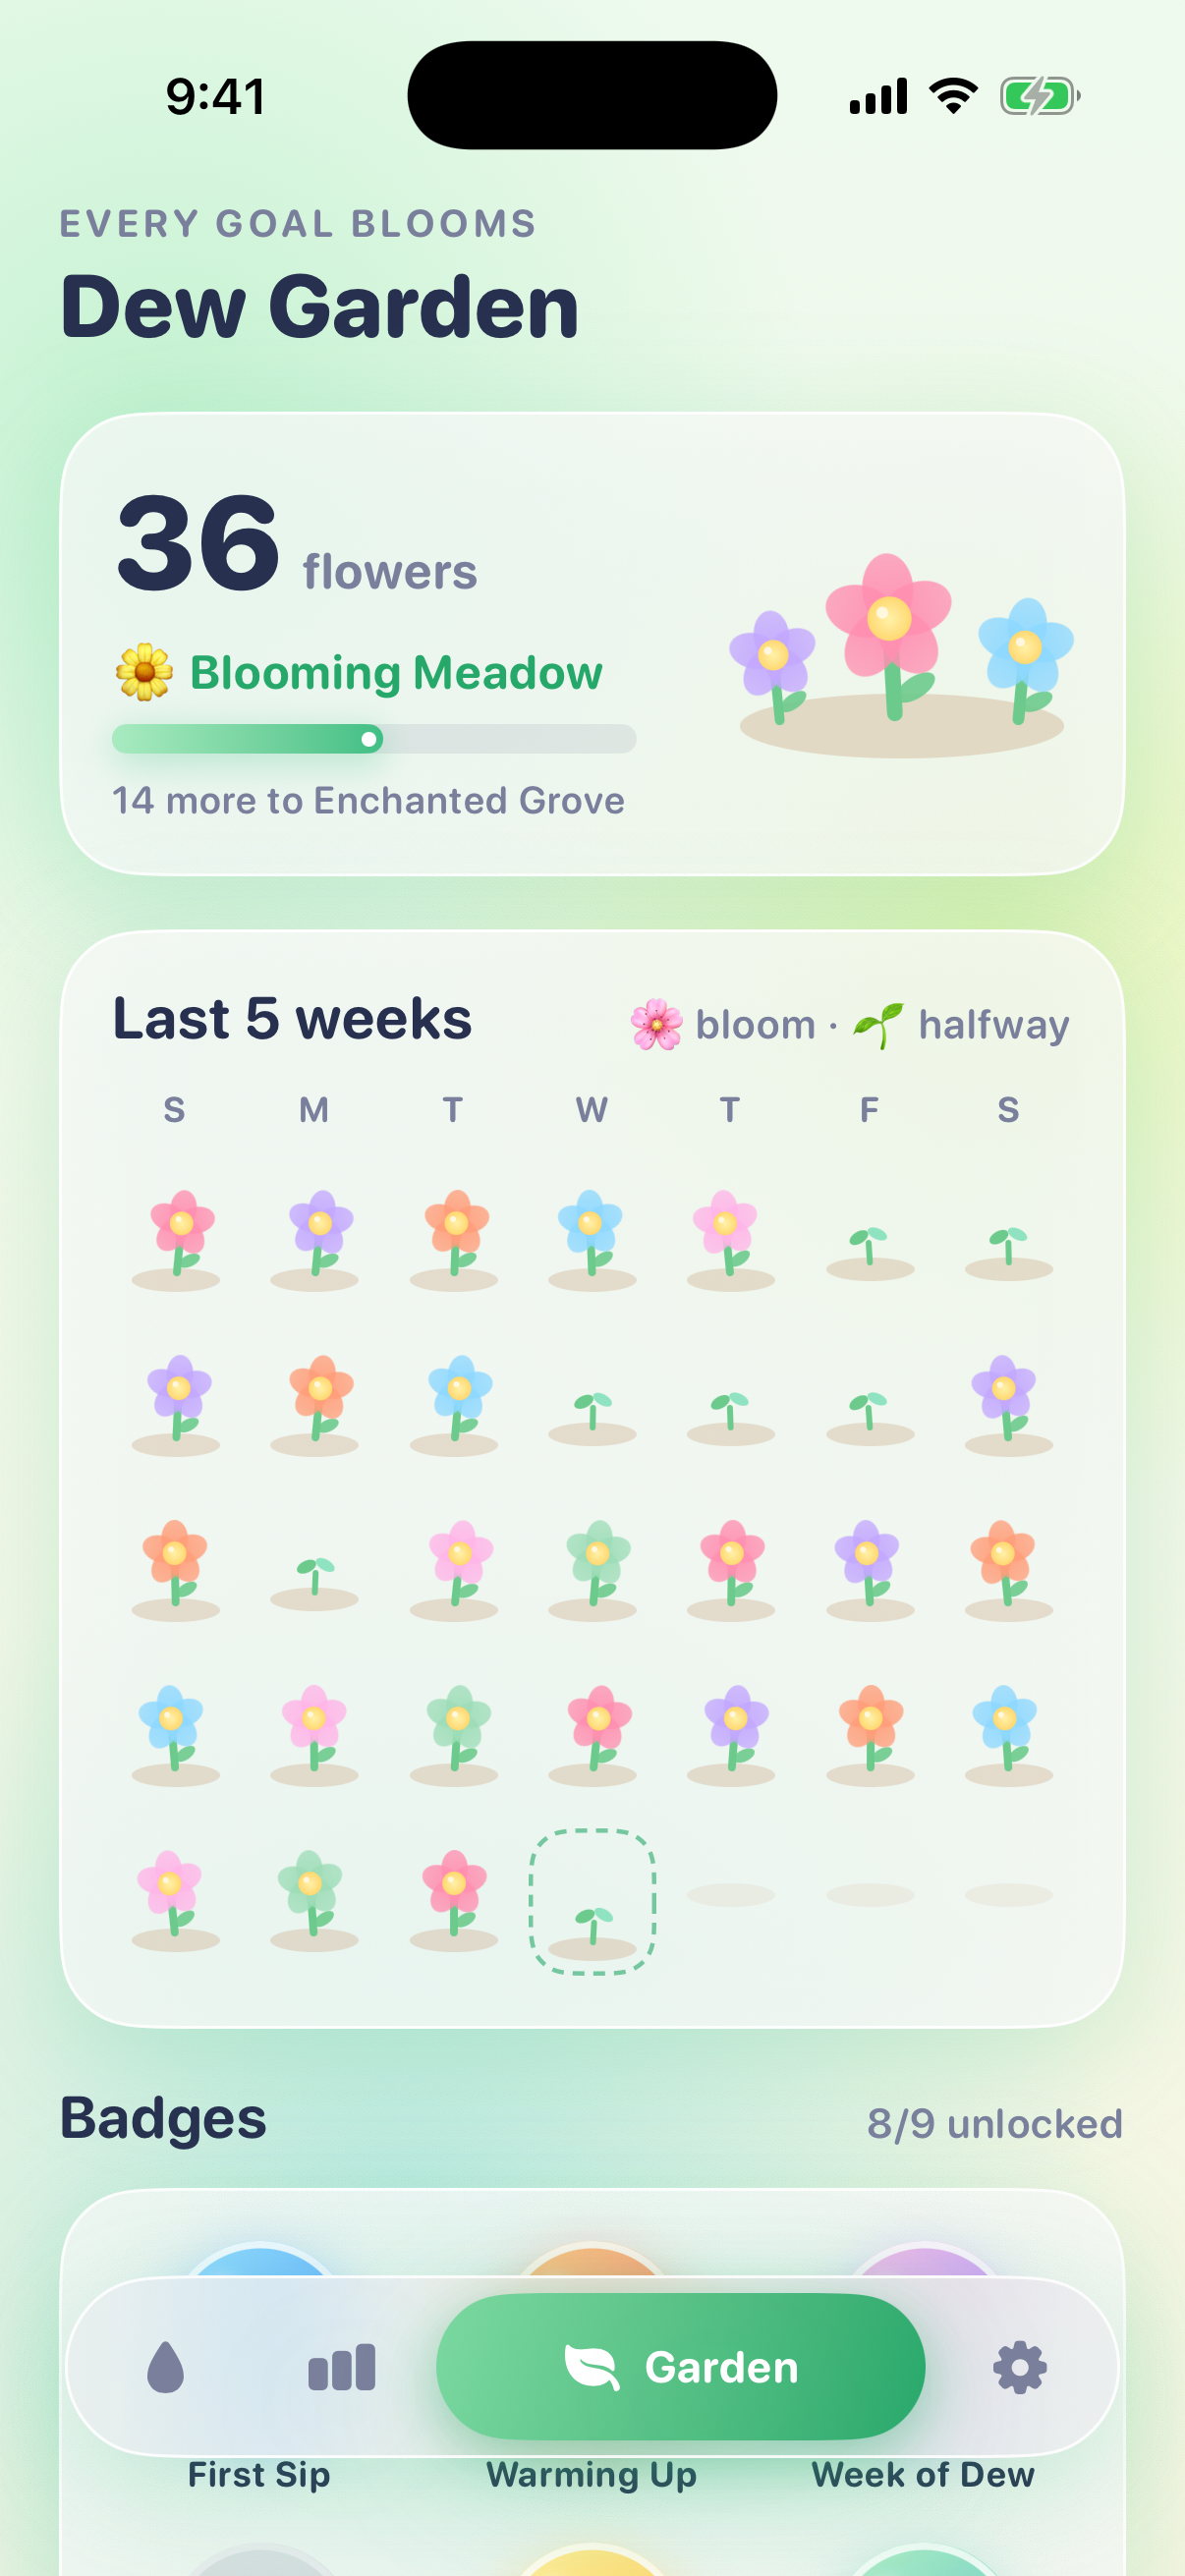 9:41
EVERY GOAL BLOOMS
Dew Garden
36 flowers
Blooming Meadow
14 more to Enchanted Grove
Last 5 weeks
bloom · halfway
S M T W T F S
Badges
8/9 unlocked
Garden
First Sip
Warming Up
Week of Dew